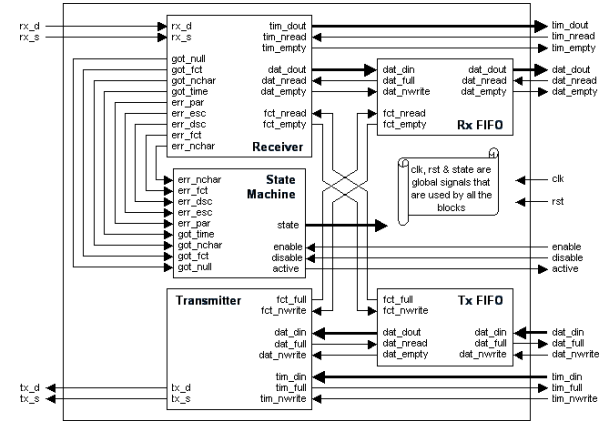 rx_d
rx_s
rx_d
rx_s
got_null
got_fct
got_nchar
got_time
err_par
err_esc
err_dsc
err_fct
err_nchar
tim_dout
tim_nread
tim_empty
dat_dout
dat_nread
dat_empty
fct_nread
fct_empty
Receiver
dat_din
dat_full
dat_nwrite
fct_nread
fct_empty
dat_dout
dat_nread
dat_empty
Rx FIFO
tim_dout
tim_nread
tim_empty
dat_dout
dat_nread
dat_empty
err_nchar
err_fct
err_dsc
err_esc
err_par
got_time
got_nchar
got_fct
got_null
State
Machine
state
enable
disable
active
clk, rst & state are
global signals that
are used by all the
blocks
clk
rst
enable
disable
active
Transmitter
fct_full
fct_nwrite
dat_din
dat_full
dat_nwrite
tim_din
tim_full
tim_nwrite
tx_d
tx_s
tx_d
tx_s
fct_full
fct_nwrite
dat_dout
dat_nread
dat_empty
Tx FIFO
dat_din
dat_full
dat_nwrite
dat_din
dat_full
dat_nwrite
tim_din
tim_full
tim_nwrite